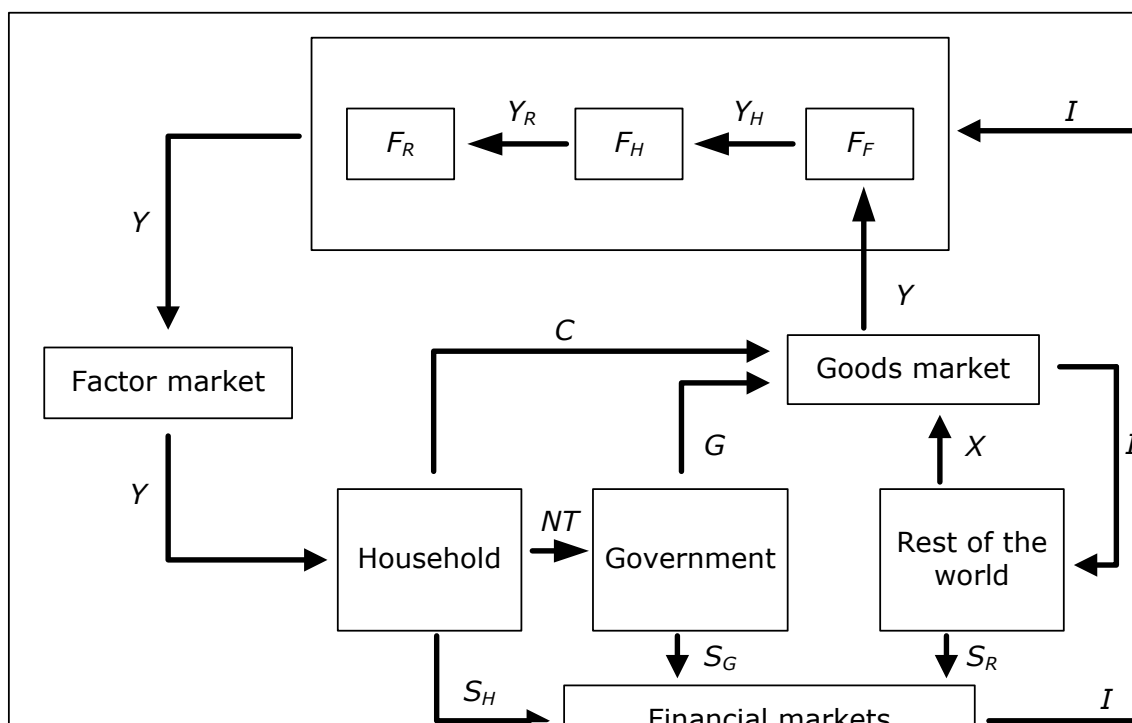 Y_R
Y_H
I
F_R
F_H
F_F
Y
Y
C
Factor market
Goods market
G
X
I
Y
NT
Household
Government
Rest of the
world
S_H
S_G
S_R
I
Financial markets